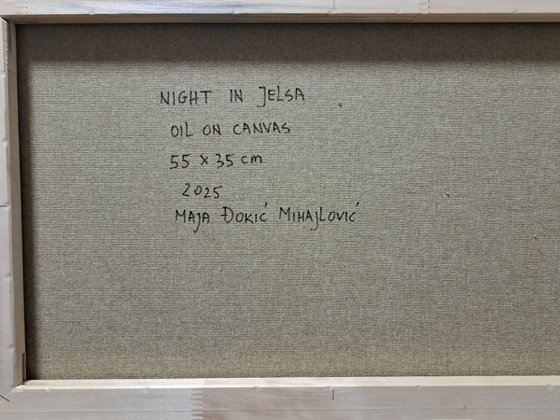 NIGHT IN JELSA
OIL ON CANVAS
55 x 35 cm
2025
MAJA ĐOKIĆ MIHAJLOVIĆ